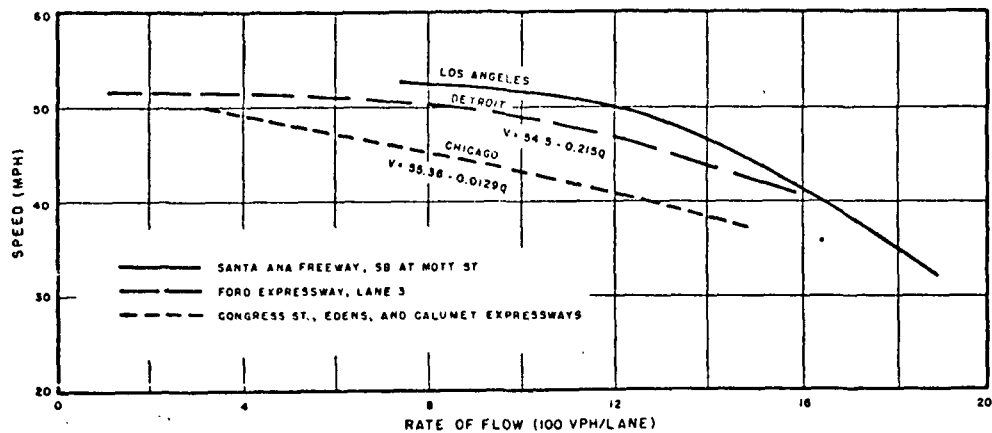 60
50
40
30
20
SPEED (MPH)
LOS ANGELES
DETROIT
V= 54.5 - 0.215q
CHICAGO
V= 55.36 - 0.0129q
SANTA ANA FREEWAY, SB AT MOTT ST
FORD EXPRESSWAY, LANE 3
CONGRESS ST., EDENS, AND CALUMET EXPRESSWAYS
0 4 8 12 16 20
RATE OF FLOW (100 VPH/LANE)